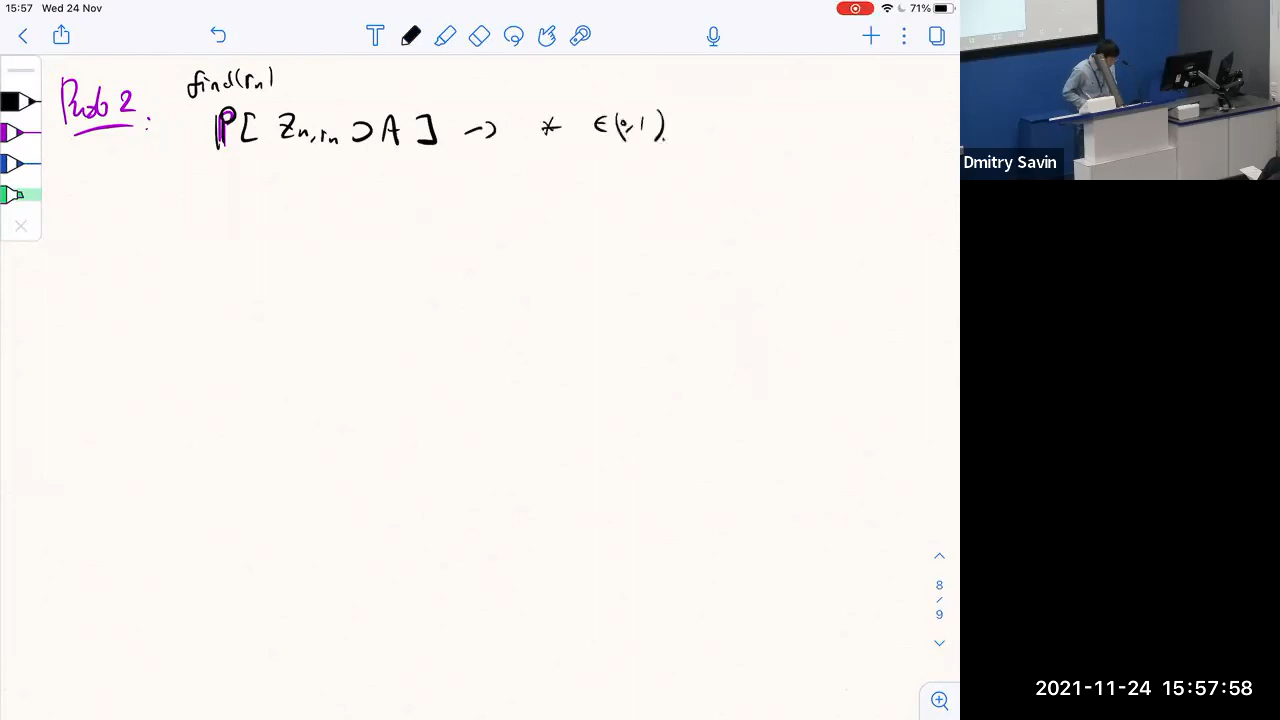 15:57 Wed 24 Nov
71%
Prob 2 :
find (rn)
P[ Zn,rn ⊃ A ] → * ∈ (0,1).
Dmitry Savin
8
/
9
2021-11-24 15:57:58